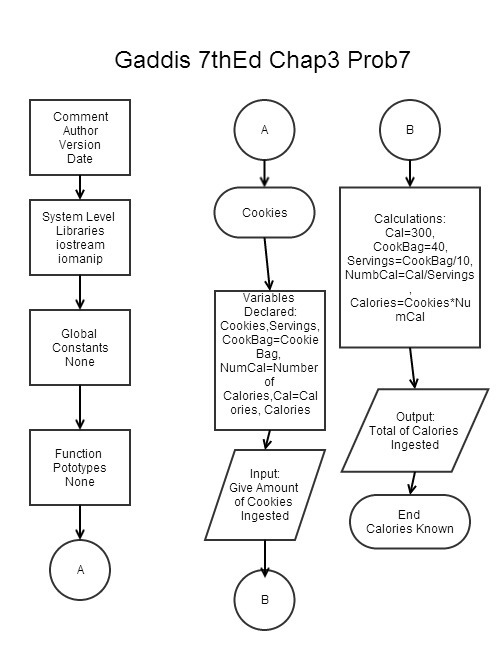 Gaddis 7thEd Chap3 Prob7
Comment
Author
Version
Date
System Level
Libraries
iostream
iomanip
Global
Constants
None
Function
Pototypes
None
A
A
Cookies
Variables
Declared:
Cookies,Servings,
CookBag=Cookie
Bag,
NumCal=Number
of
Calories,Cal=Cal
ories, Calories
Input:
Give Amount
of Cookies
Ingested
B
B
Calculations:
Cal=300,
CookBag=40,
Servings=CookBag/10,
NumbCal=Cal/Servings
,
Calories=Cookies*Nu
mCal
Output:
Total of Calories
Ingested
End
Calories Known